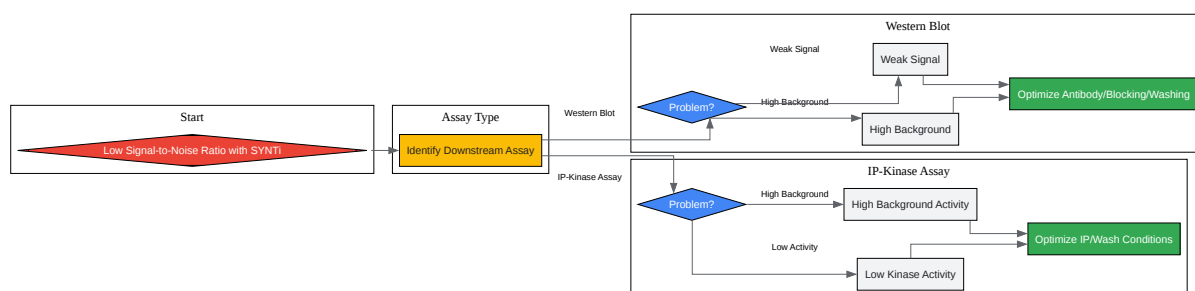 Start
Low Signal-to-Noise Ratio with SYNTi
Assay Type
Identify Downstream Assay
Western Blot
IP-Kinase Assay
Western Blot
Problem?
Weak Signal
High Background
Weak Signal
High Background
Optimize Antibody/Blocking/Washing
IP-Kinase Assay
Problem?
High Background
Low Activity
High Background Activity
Low Kinase Activity
Optimize IP/Wash Conditions